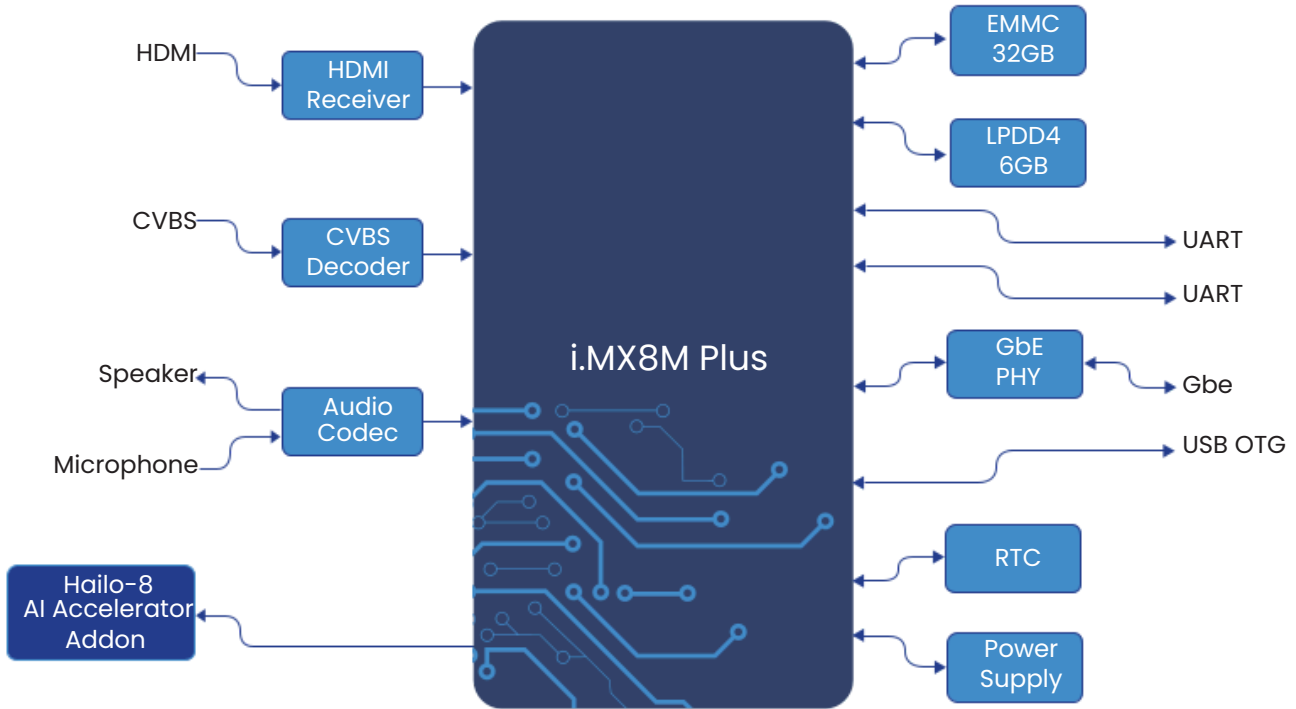 HDMI
HDMI
Receiver
CVBS
CVBS
Decoder
Speaker
Microphone
Audio
Codec
Hailo-8
AI Accelerator
Addon
i.MX8M Plus
EMMC
32GB
LPDD4
6GB
UART
UART
GbE
PHY
Gbe
USB OTG
RTC
Power
Supply